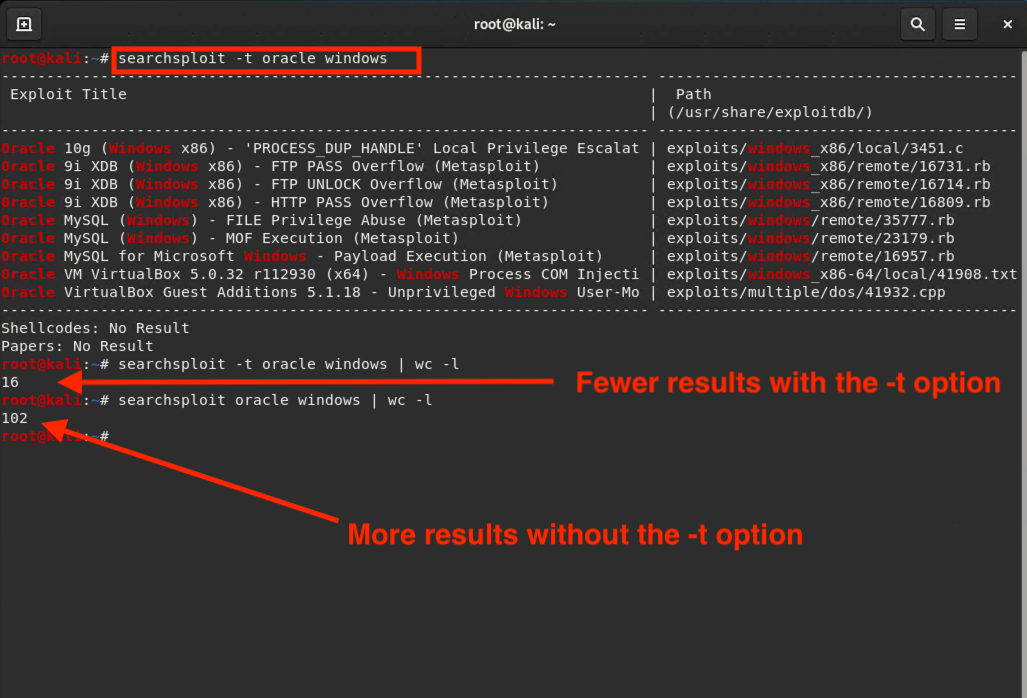 root@kali: ~
root@kali:~# searchsploit -t oracle windows
--------------------------------------------------------------------- ----------------------------------------
Exploit Title | Path
| (/usr/share/exploitdb/)
--------------------------------------------------------------------- ----------------------------------------
Oracle 10g (Windows x86) - 'PROCESS_DUP_HANDLE' Local Privilege Escalat | exploits/windows_x86/local/3451.c
Oracle 9i XDB (Windows x86) - FTP PASS Overflow (Metasploit) | exploits/windows_x86/remote/16731.rb
Oracle 9i XDB (Windows x86) - FTP UNLOCK Overflow (Metasploit) | exploits/windows_x86/remote/16714.rb
Oracle 9i XDB (Windows x86) - HTTP PASS Overflow (Metasploit) | exploits/windows_x86/remote/16809.rb
Oracle MySQL (Windows) - FILE Privilege Abuse (Metasploit) | exploits/windows/remote/35777.rb
Oracle MySQL (Windows) - MOF Execution (Metasploit) | exploits/windows/remote/23179.rb
Oracle MySQL for Microsoft Windows - Payload Execution (Metasploit) | exploits/windows/remote/16957.rb
Oracle VM VirtualBox 5.0.32 r112930 (x64) - Windows Process COM Injecti | exploits/windows_x86-64/local/41908.txt
Oracle VirtualBox Guest Additions 5.1.18 - Unprivileged Windows User-Mo | exploits/multiple/dos/41932.cpp
--------------------------------------------------------------------- ----------------------------------------
Shellcodes: No Result
Papers: No Result
root@kali:~# searchsploit -t oracle windows | wc -l
16
Fewer results with the -t option
root@kali:~# searchsploit oracle windows | wc -l
102
root@kali:~#
More results without the -t option